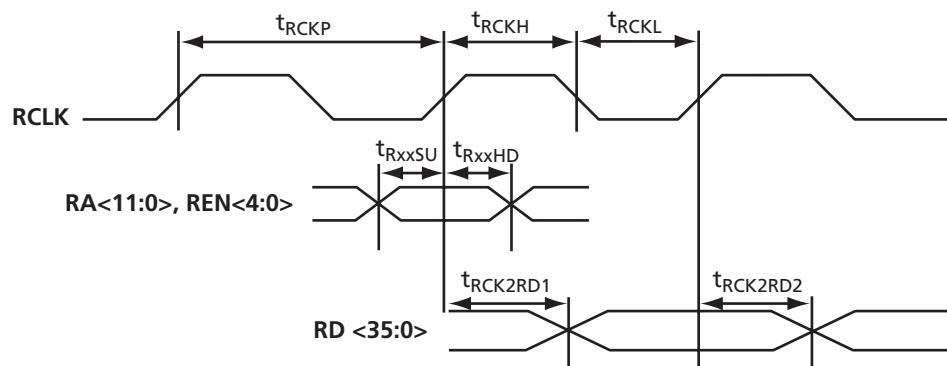 tRCKP
tRCKH
tRCKL
RCLK
tRxxSU
tRxxHD
RA<11:0>, REN<4:0>
tRCK2RD1
tRCK2RD2
RD <35:0>